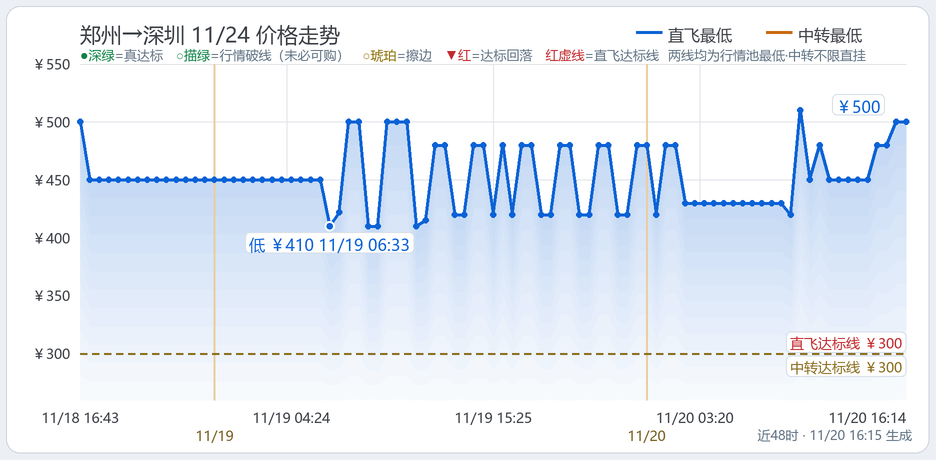 郑州→深圳 11/24 价格走势
直飞最低 中转最低
●深绿=真达标 ○描绿=行情破线（未必可购） ○琥珀=擦边 ▼红=达标回落 红虚线=直飞达标线 两线均为行情池最低·中转不限直挂
¥550
¥500
¥500
¥450
¥400
低 ¥410 11/19 06:33
¥350
直飞达标线 ¥300
¥300
中转达标线 ¥300
11/18 16:43 11/19 04:24 11/19 15:25 11/20 03:20 11/20 16:14
11/19 11/20
近48时 · 11/20 16:15 生成